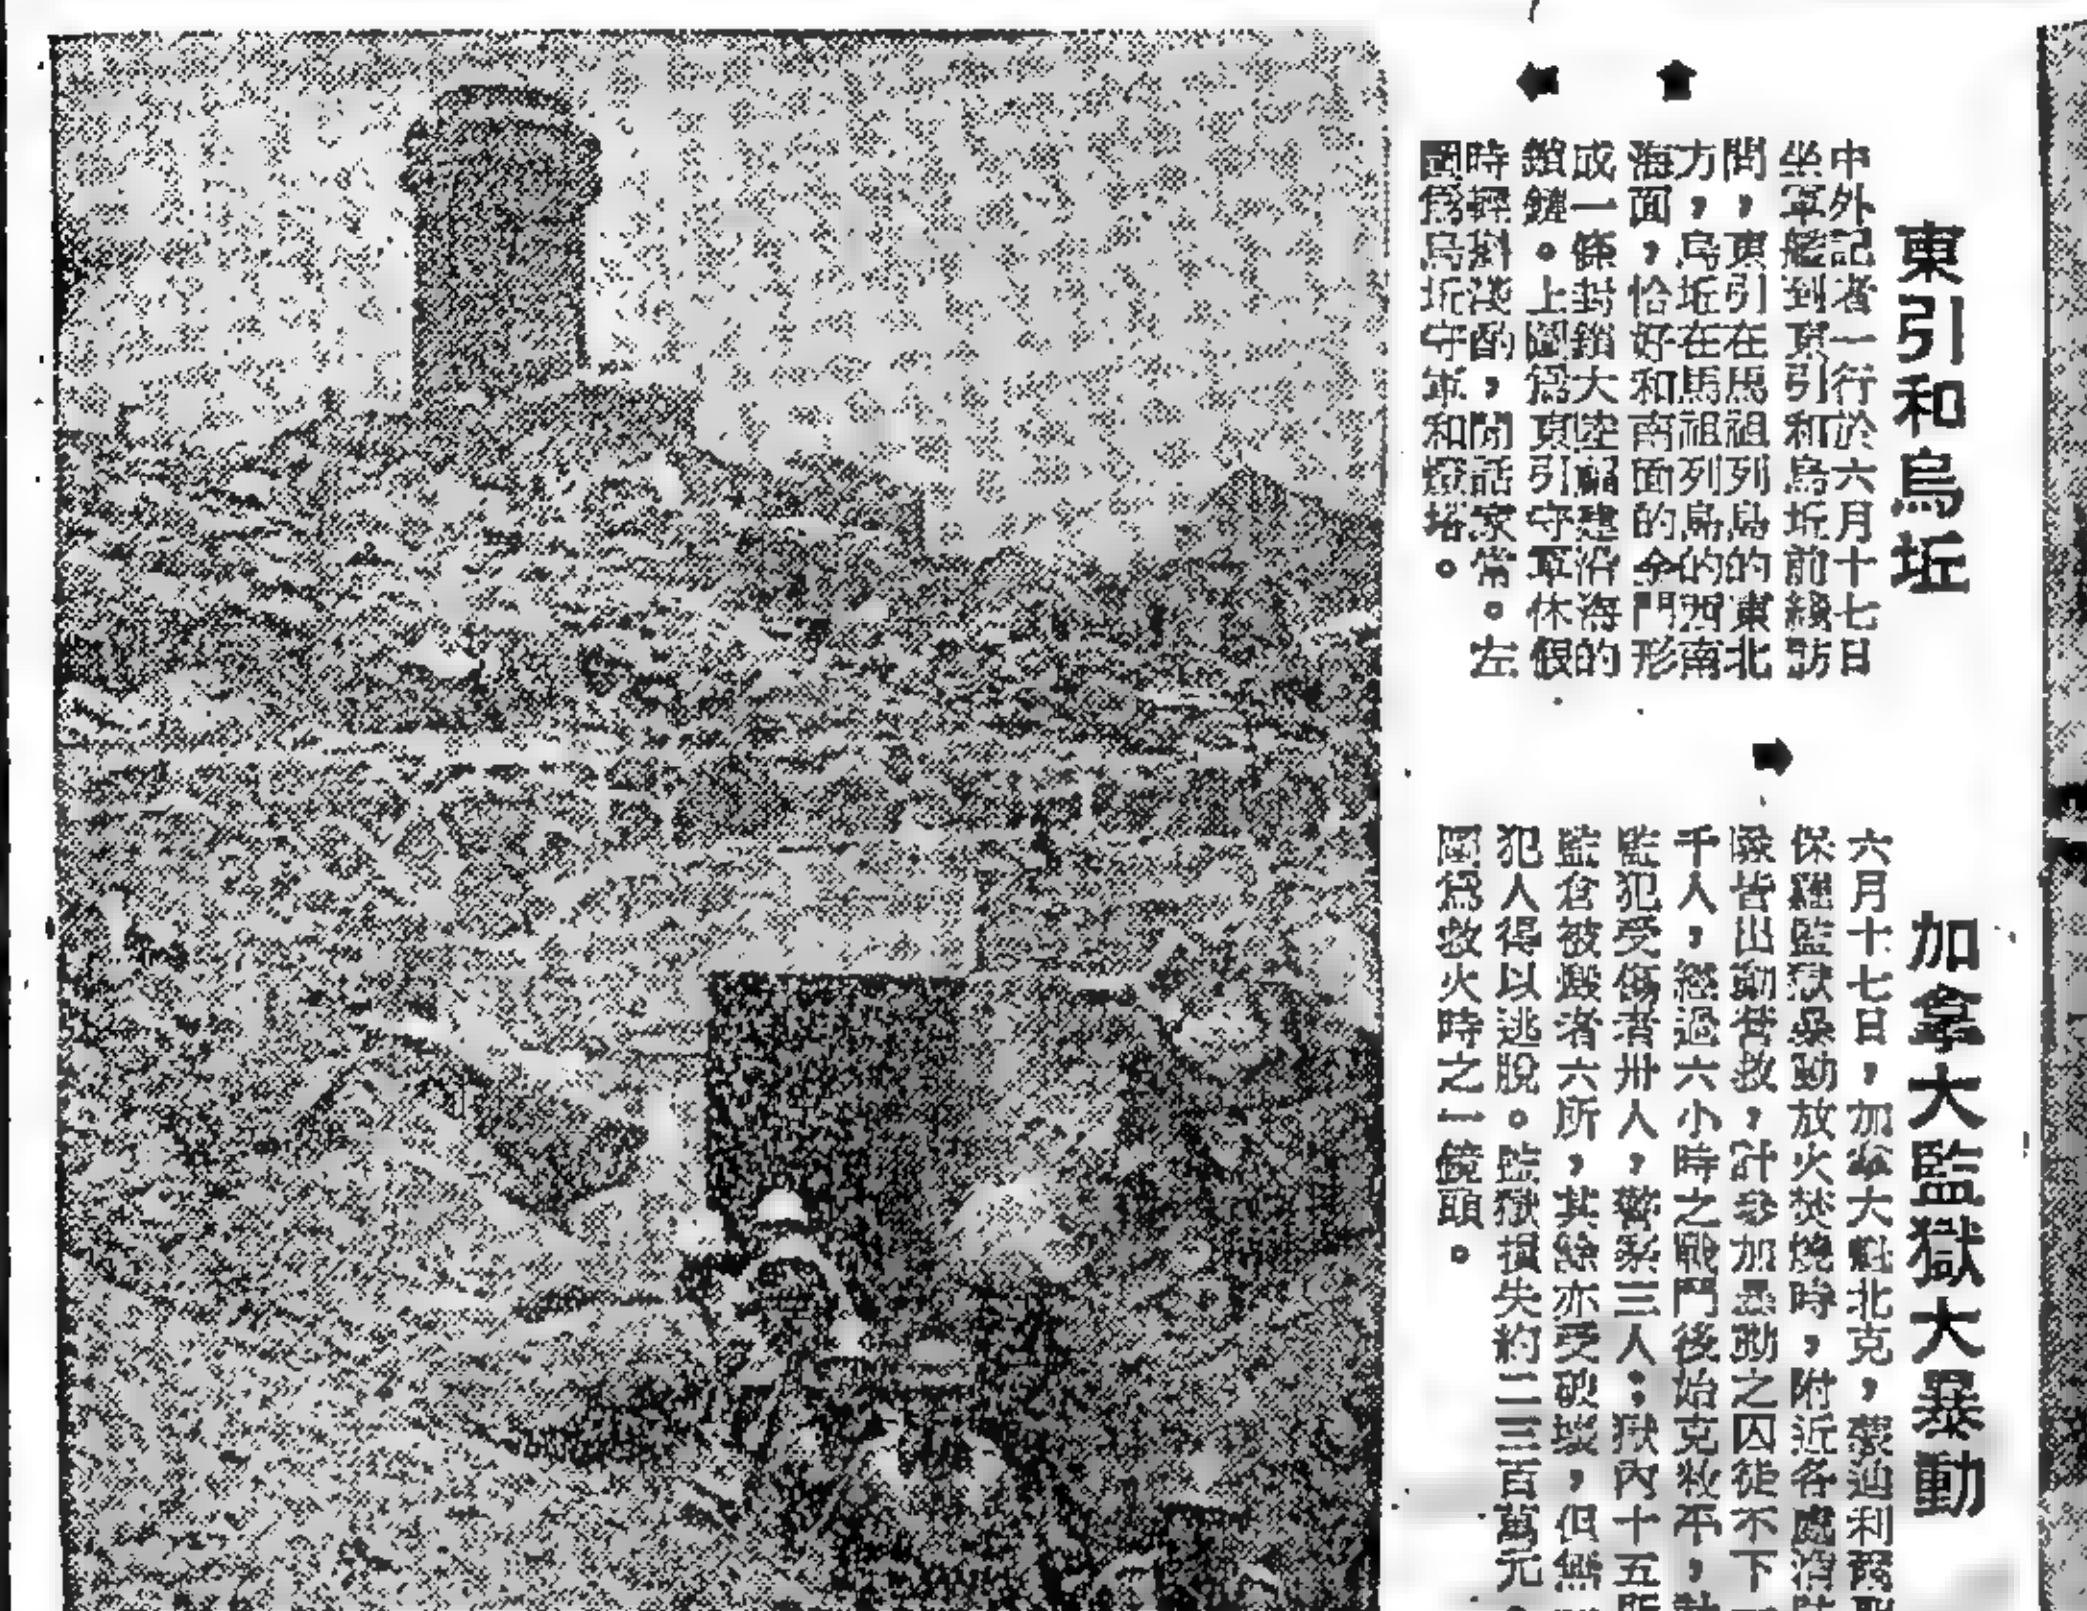 東引和烏坵
中外記者一行於六月十七日
坐軍艦到東引和烏坵前線訪
問，東引在馬祖列島的東北
方，烏坵在馬祖列島的西南
海面，恰好和南面的金門形
成一條封鎖大陸福建沿海的
鎖鏈。上圖爲東引守軍休假
時輕斟淺酌，閒話家常。左
圖爲烏坵守軍和燈塔。
加拿大監獄大暴動
六月十七日，加拿大魁北克，蒙迪利爾聖
保羅監獄暴動放火焚燒時，附近各處消防
隊皆出動營救，計參加暴動之囚徒不下
千人，經過六小時之戰鬥後始克救平，計
監犯受傷者卅人，警察三人；獄內十五所
監倉被燬者六所，其餘亦受破壞，但無
犯人得以逃脫。監獄損失約二三百萬元。
圖爲救火時之一鏡頭。